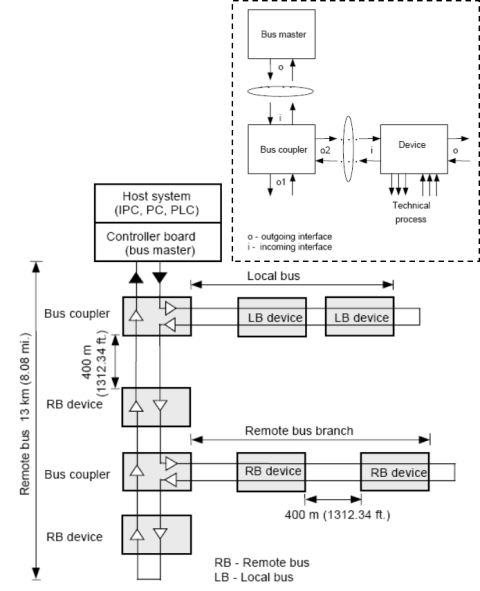 Bus master
o
i
Bus coupler
o2
i
Device
o
o1
Technical
process
o - outgoing interface
i - incoming interface
Host system
(IPC, PC, PLC)
Controller board
(bus master)
Local bus
Bus coupler
LB device
LB device
400 m
(1312.34 ft.)
Remote bus 13 km (8.08 mi.)
RB device
Remote bus branch
Bus coupler
RB device
RB device
400 m (1312.34 ft.)
RB device
RB - Remote bus
LB - Local bus